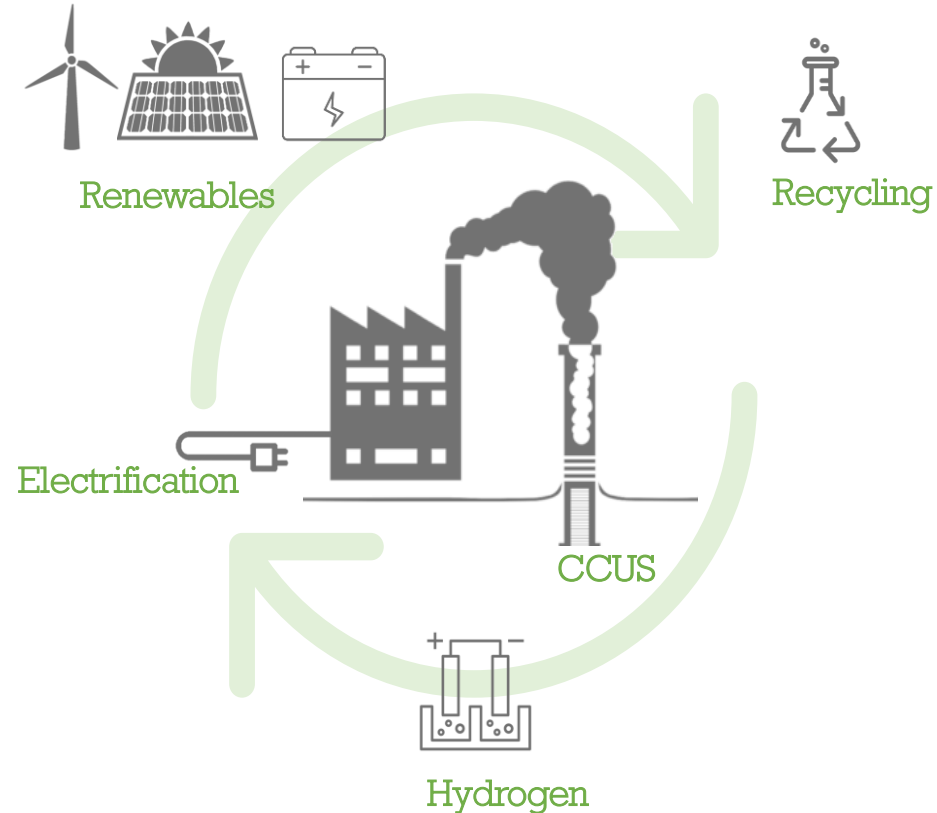 + −
Renewables
Recycling
Electrification
CCUS
+ −
Hydrogen